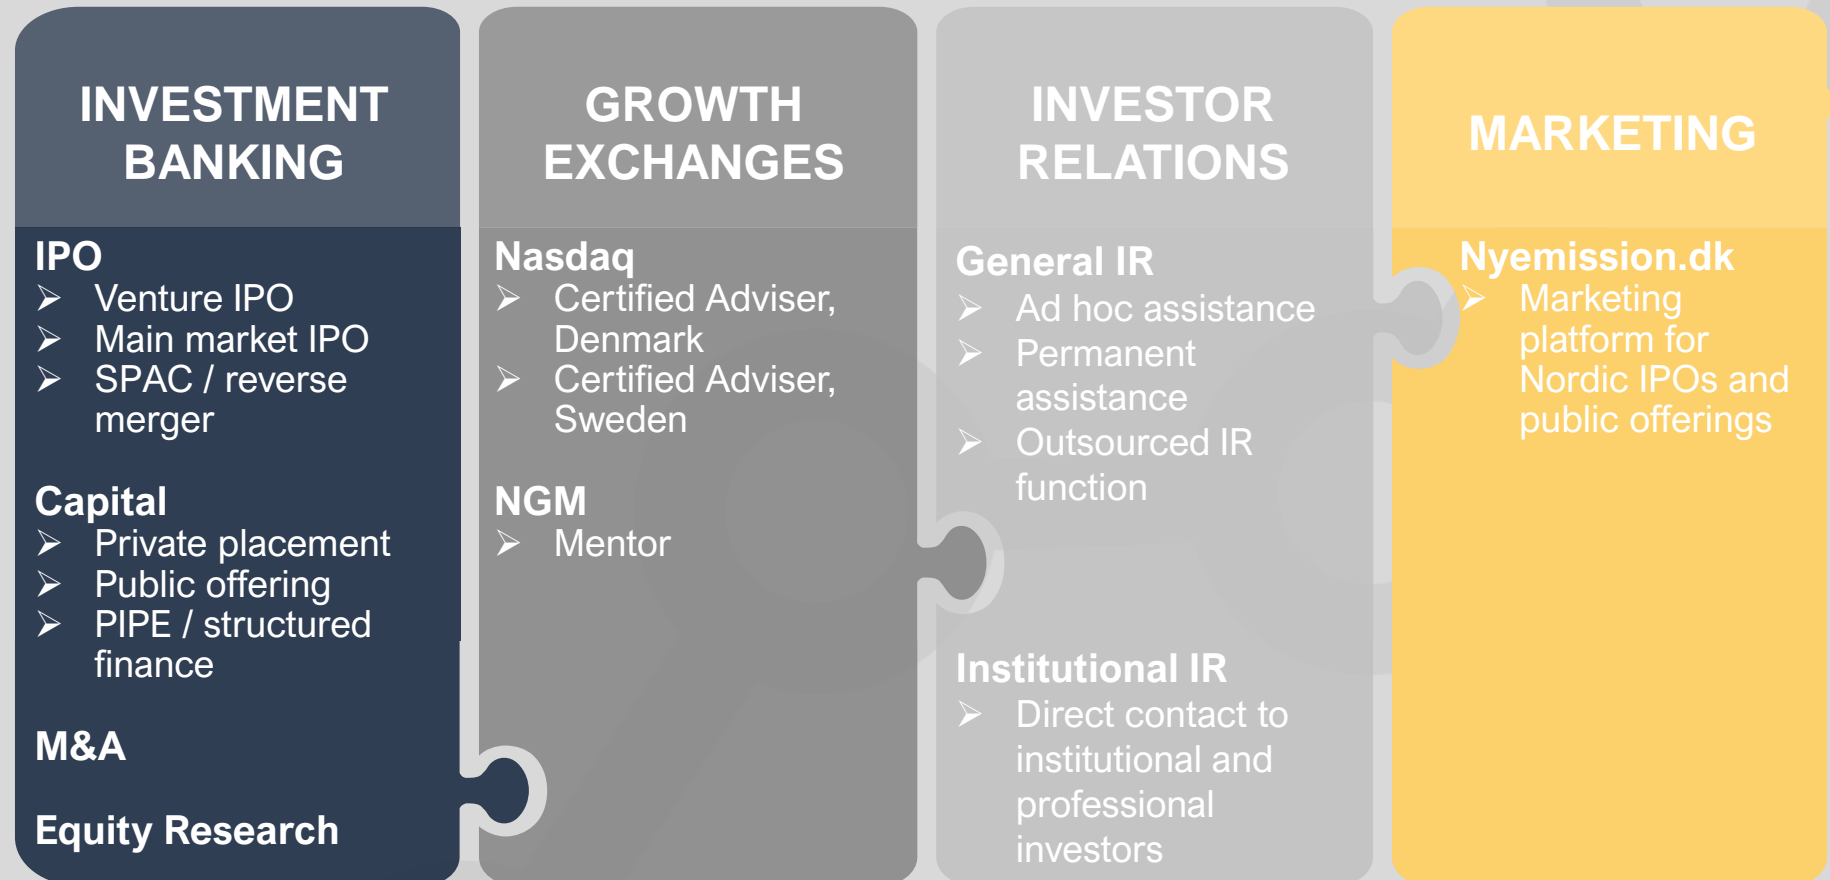 INVESTMENT
BANKING
IPO
➢ Venture IPO
➢ Main market IPO
➢ SPAC / reverse
merger
Capital
➢ Private placement
➢ Public offering
➢ PIPE / structured
finance
M&A
Equity Research
GROWTH
EXCHANGES
Nasdaq
➢ Certified Adviser,
Denmark
➢ Certified Adviser,
Sweden
NGM
➢ Mentor
INVESTOR
RELATIONS
General IR
➢ Ad hoc assistance
➢ Permanent
assistance
➢ Outsourced IR
function
Institutional IR
➢ Direct contact to
institutional and
professional
investors
MARKETING
Nyemission.dk
➢ Marketing
platform for
Nordic IPOs and
public offerings